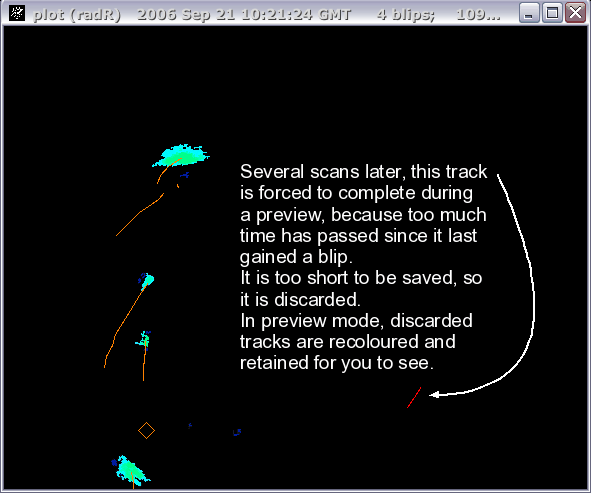 plot (radR)   2006 Sep 21 10:21:24 GMT     4 blips;    109...
Several scans later, this track
is forced to complete during
a preview, because too much
time has passed since it last
gained a blip.
It is too short to be saved, so
it is discarded.
In preview mode, discarded
tracks are recoloured and
retained for you to see.